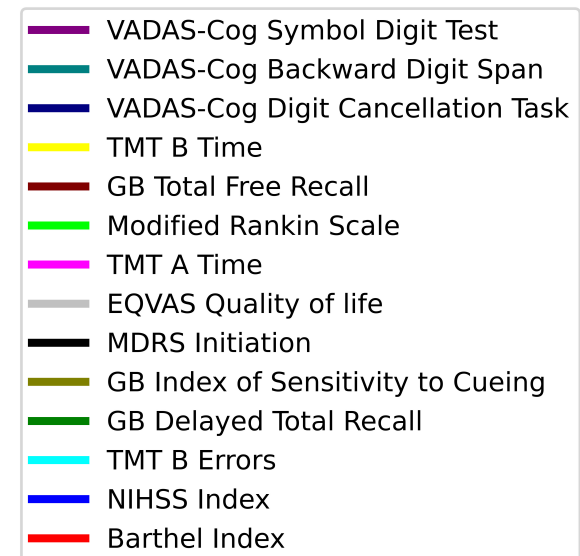 VADAS-Cog Symbol Digit Test
VADAS-Cog Backward Digit Span
VADAS-Cog Digit Cancellation Task
TMT B Time
GB Total Free Recall
Modified Rankin Scale
TMT A Time
EQVAS Quality of life
MDRS Initiation
GB Index of Sensitivity to Cueing
GB Delayed Total Recall
TMT B Errors
NIHSS Index
Barthel Index